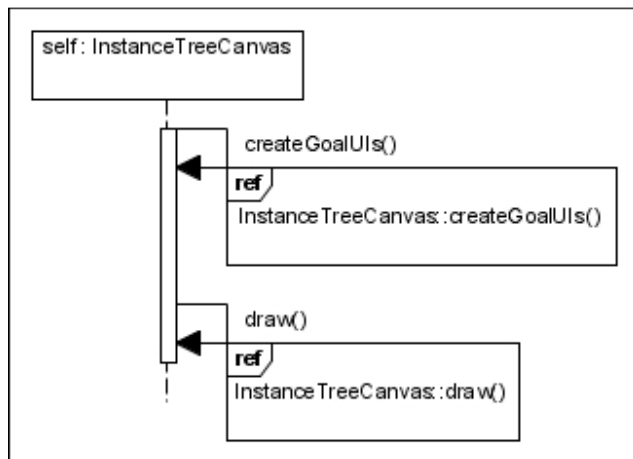 self: InstanceTreeCanvas
createGoalUIs()
ref
InstanceTreeCanvas::createGoalUIs()
draw()
ref
InstanceTreeCanvas::draw()